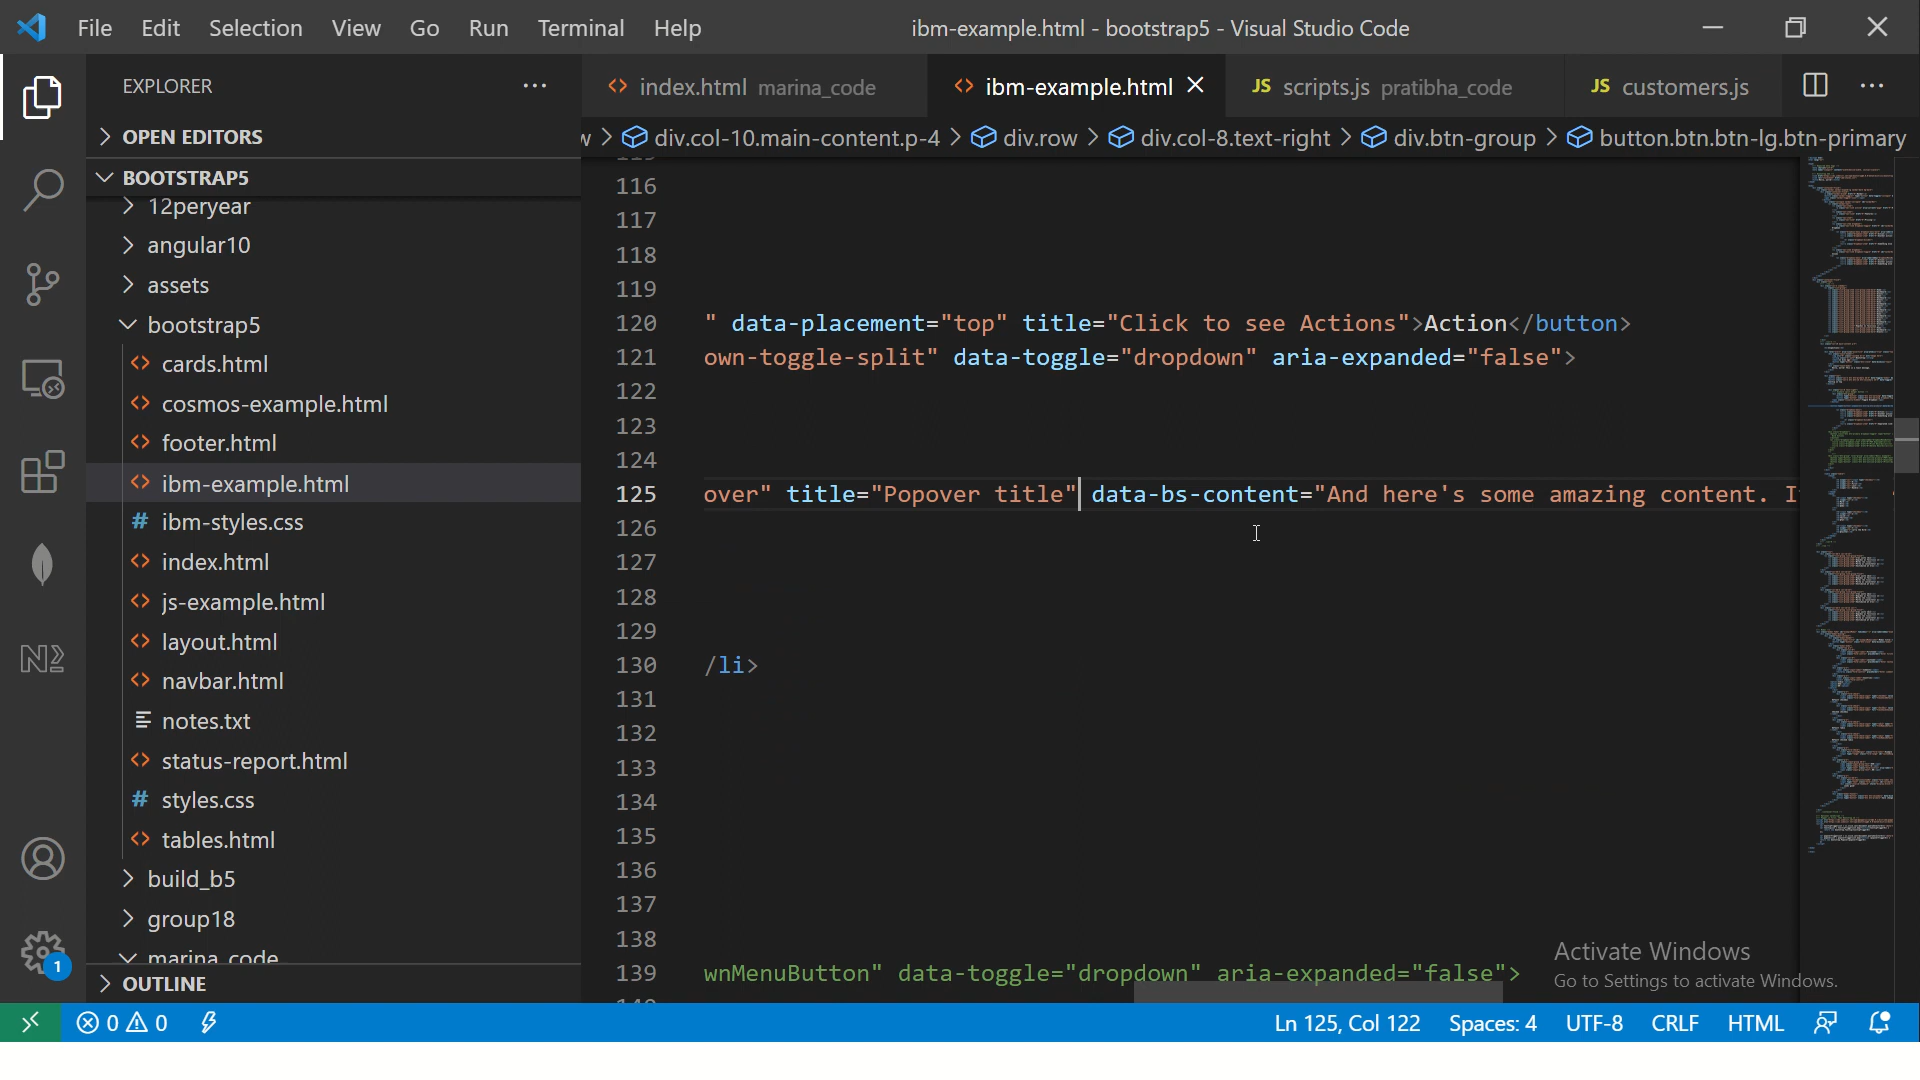 File Edit Selection View Go Run Terminal Help
ibm-example.html - bootstrap5 - Visual Studio Code
EXPLORER
OPEN EDITORS
BOOTSTRAP5
12peryear
angular10
assets
bootstrap5
cards.html
cosmos-example.html
footer.html
ibm-example.html
ibm-styles.css
index.html
js-example.html
layout.html
navbar.html
notes.txt
status-report.html
styles.css
tables.html
build_b5
group18
marina_code
OUTLINE
index.html marina_code
ibm-example.html
JS scripts.js pratibha_code
JS customers.js
div.col-10.main-content.p-4 > div.row > div.col-8.text-right > div.btn-group > button.btn.btn-lg.btn-primary
116
117
118
119
120 " data-placement="top" title="Click to see Actions">Action</button>
121 own-toggle-split" data-toggle="dropdown" aria-expanded="false">
122
123
124
125 over" title="Popover title" data-bs-content="And here's some amazing content. I
126
127
128
129
130 /li>
131
132
133
134
135
136
137
138
139 wnMenuButton" data-toggle="dropdown" aria-expanded="false">
Activate Windows
Go to Settings to activate Windows.
1
0 0
Ln 125, Col 122 Spaces: 4 UTF-8 CRLF HTML